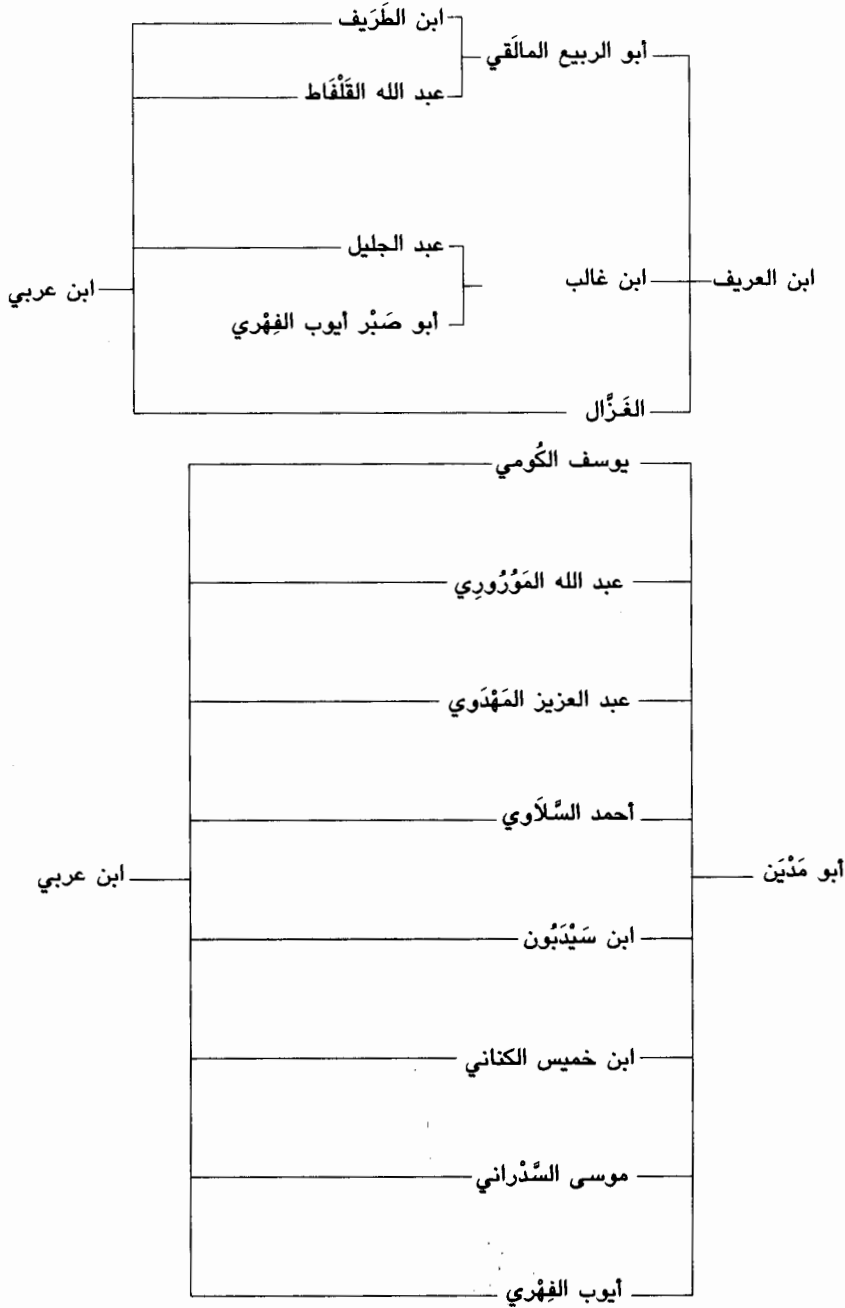 ابن الطَرَيف
أبو الربيع المالَقي
عبد الله القَلْفَاط
عبد الجليل
ابن العريف
ابن غالب
ابن عربي
أبو صَبْر أيوب الفِهْري
الغَزَّال
يوسف الكُومي
عبد الله المَوْرُورِي
عبد العزيز المَهْدَوي
أحمد السَّلاَوي
أبو مَدْيَن
ابن عربي
ابن سَيْدَبُون
ابن خميس الكناني
موسى السَّدْراني
أيوب الفِهْري